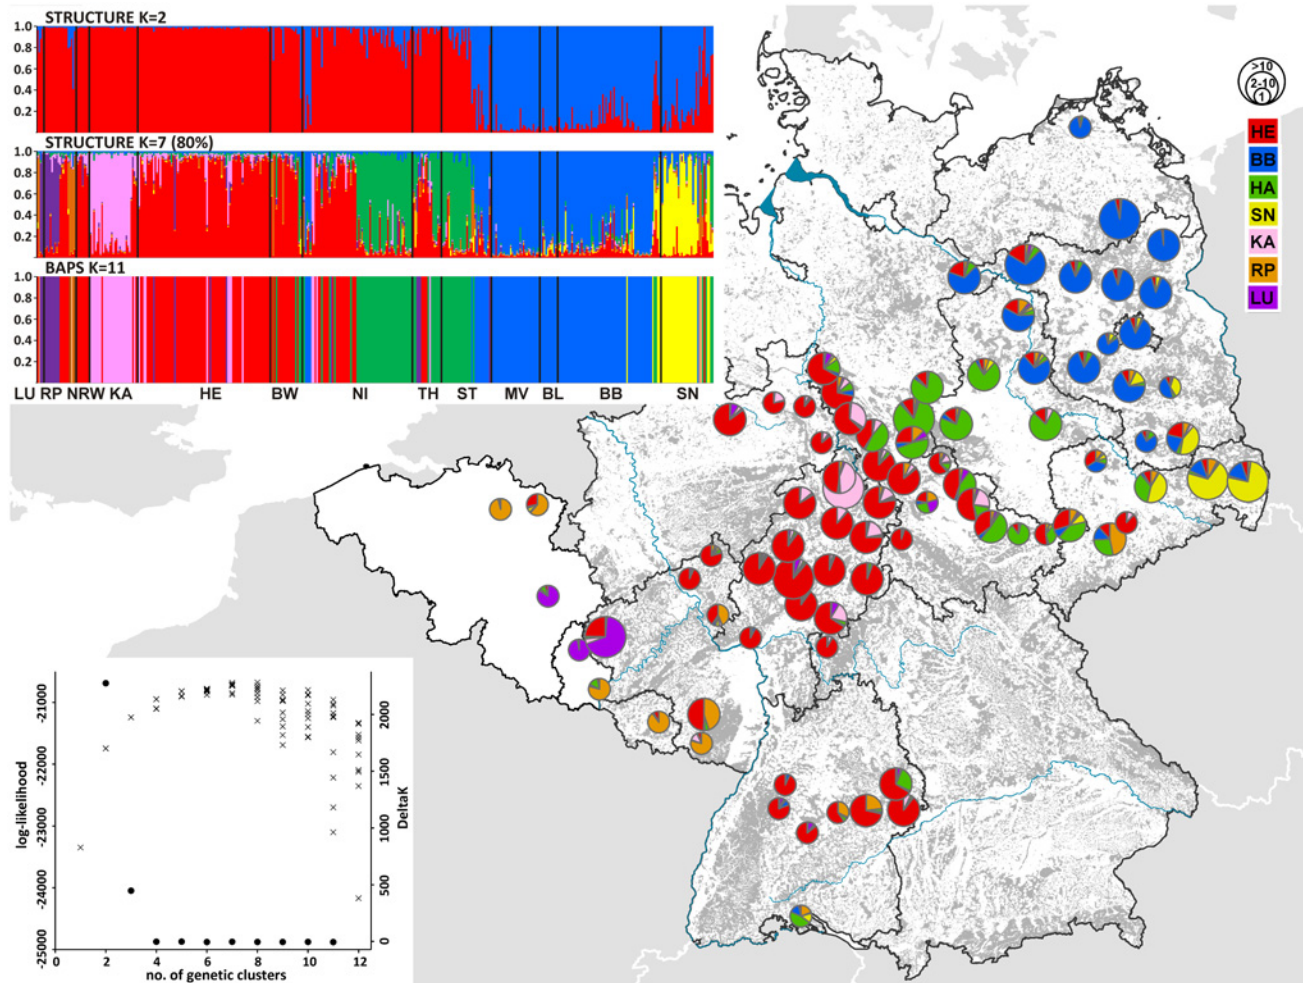 STRUCTURE K=2
1.0
0.8
0.6
0.4
0.2
STRUCTURE K=7 (80%)
1.0
0.8
0.6
0.4
0.2
BAPS K=11
1.0
0.8
0.6
0.4
0.2
LU RP NRW KA HE BW NI TH ST MV BL BB SN
>10
2-10
1
HE
BB
HA
SN
KA
RP
LU
log-likelihood
-21000
-22000
-23000
-24000
-25000
DeltaK
2000
1500
1000
500
0
0 2 4 6 8 10 12
no. of genetic clusters